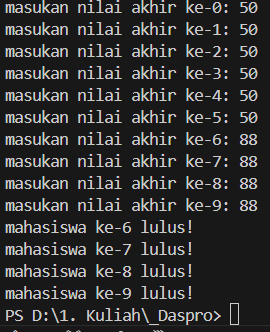 masukan nilai akhir ke-0: 50
masukan nilai akhir ke-1: 50
masukan nilai akhir ke-2: 50
masukan nilai akhir ke-3: 50
masukan nilai akhir ke-4: 50
masukan nilai akhir ke-5: 50
masukan nilai akhir ke-6: 88
masukan nilai akhir ke-7: 88
masukan nilai akhir ke-8: 88
masukan nilai akhir ke-9: 88
mahasiswa ke-6 lulus!
mahasiswa ke-7 lulus!
mahasiswa ke-8 lulus!
mahasiswa ke-9 lulus!
PS D:\1. Kuliah\_Daspro>